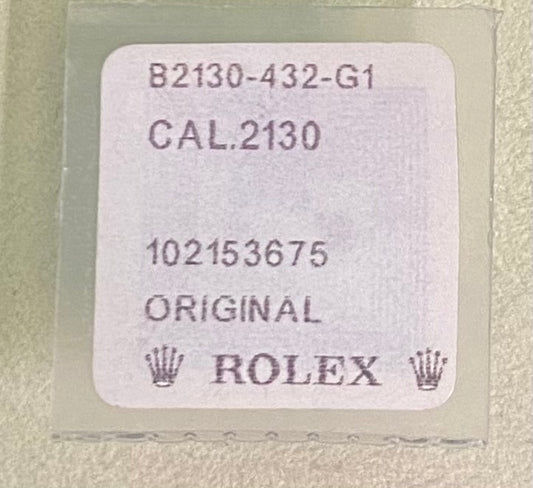 B2130-432-G1
CAL.2130
102153675
ORIGINAL
ROLEX